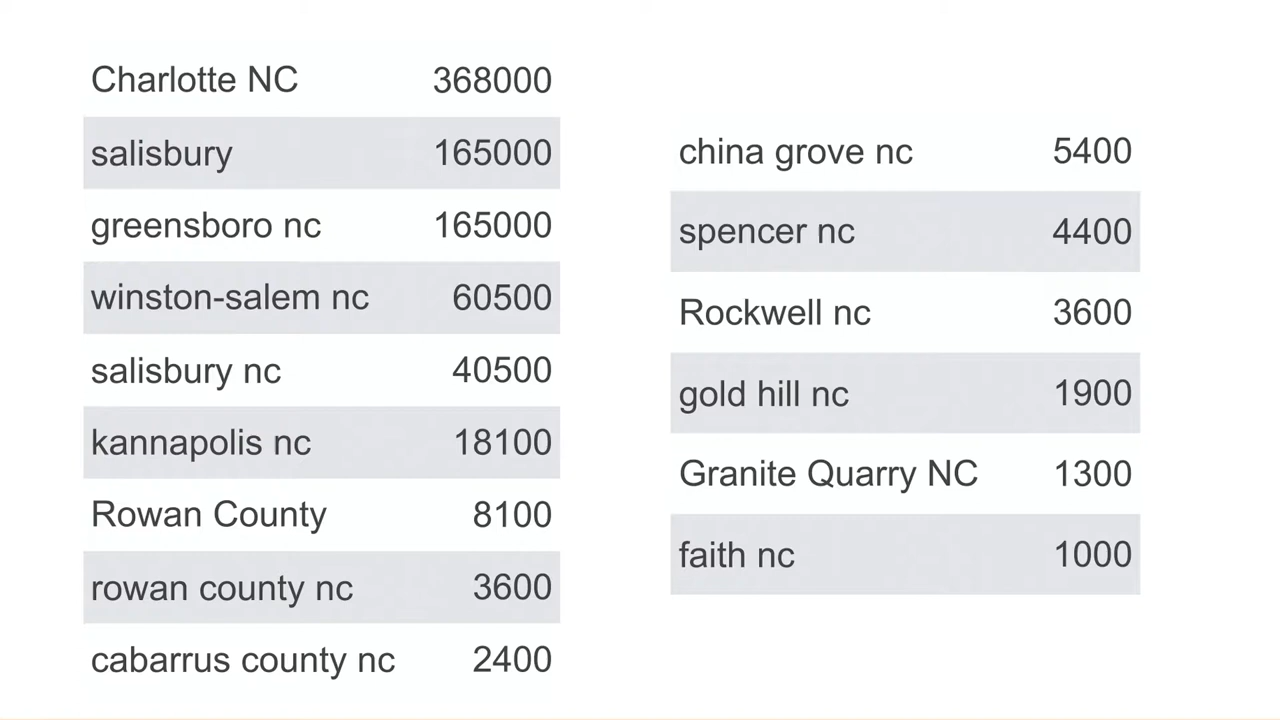 Charlotte NC 368000
salisbury 165000
greensboro nc 165000
winston-salem nc 60500
salisbury nc 40500
kannapolis nc 18100
Rowan County 8100
rowan county nc 3600
cabarrus county nc 2400
china grove nc 5400
spencer nc 4400
Rockwell nc 3600
gold hill nc 1900
Granite Quarry NC 1300
faith nc 1000